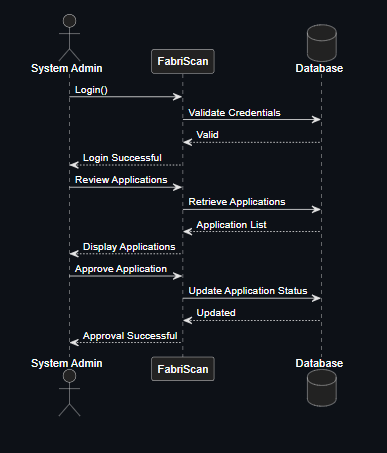 System Admin
FabriScan
Database
Login()
Validate Credentials
Valid
Login Successful
Review Applications
Retrieve Applications
Application List
Display Applications
Approve Application
Update Application Status
Updated
Approval Successful
System Admin
FabriScan
Database